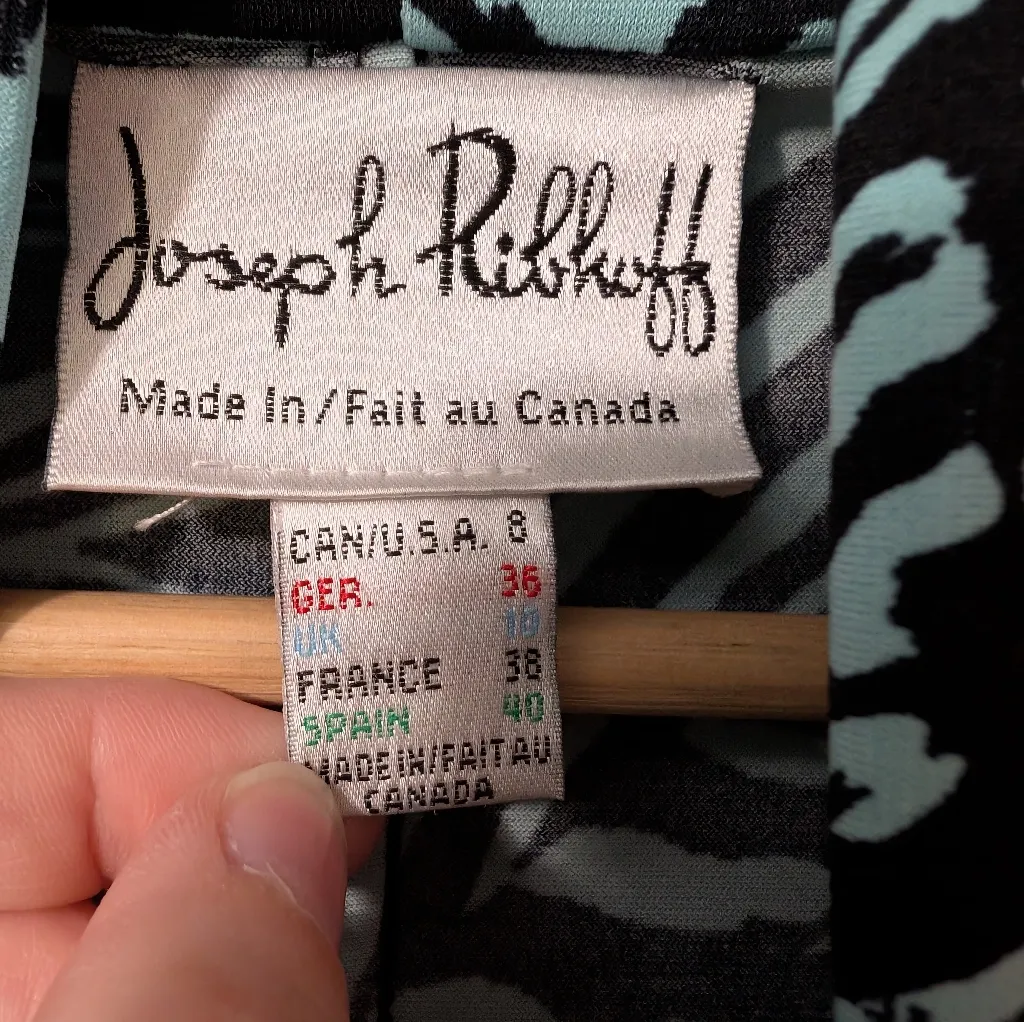 Joseph Ribkoff
Made In/Fait au Canada
CAN/U.S.A. 8
GER. 36
UK 10
FRANCE 38
SPAIN 40
MADE IN/FAIT AU
CANADA